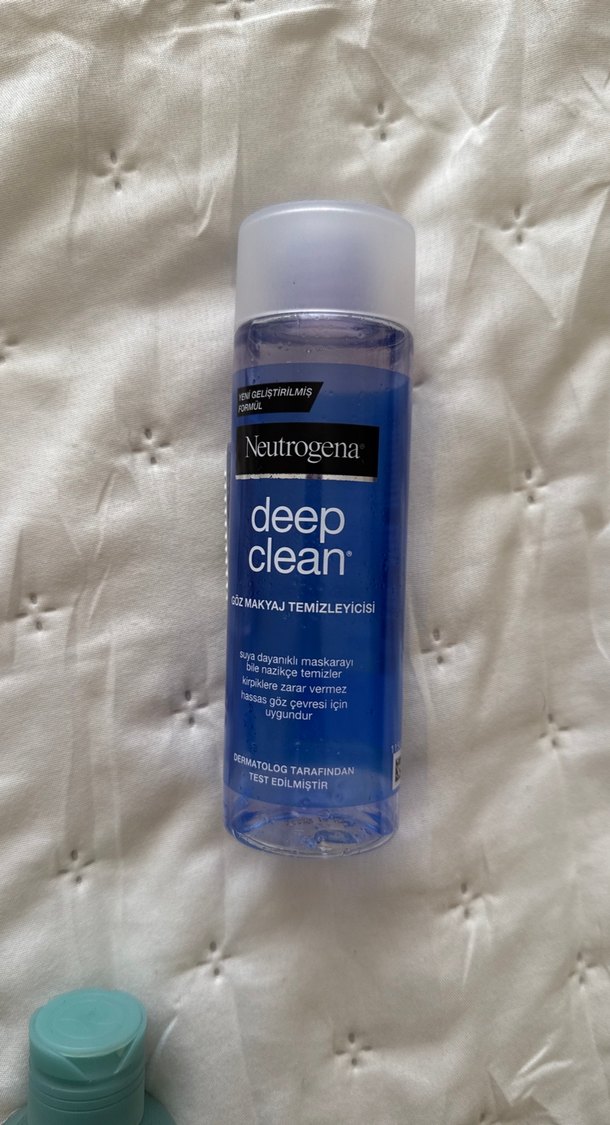 YENİ GELİŞTİRİLMİŞ
FORMÜL
Neutrogena®
deep
clean®
GÖZ MAKYAJ TEMİZLEYİCİSİ
suya dayanıklı maskarayı
bile nazikçe temizler
kirpiklere zarar vermez
hassas göz çevresi için
uygundur
DERMATOLOG TARAFINDAN
TEST EDİLMİŞTİR